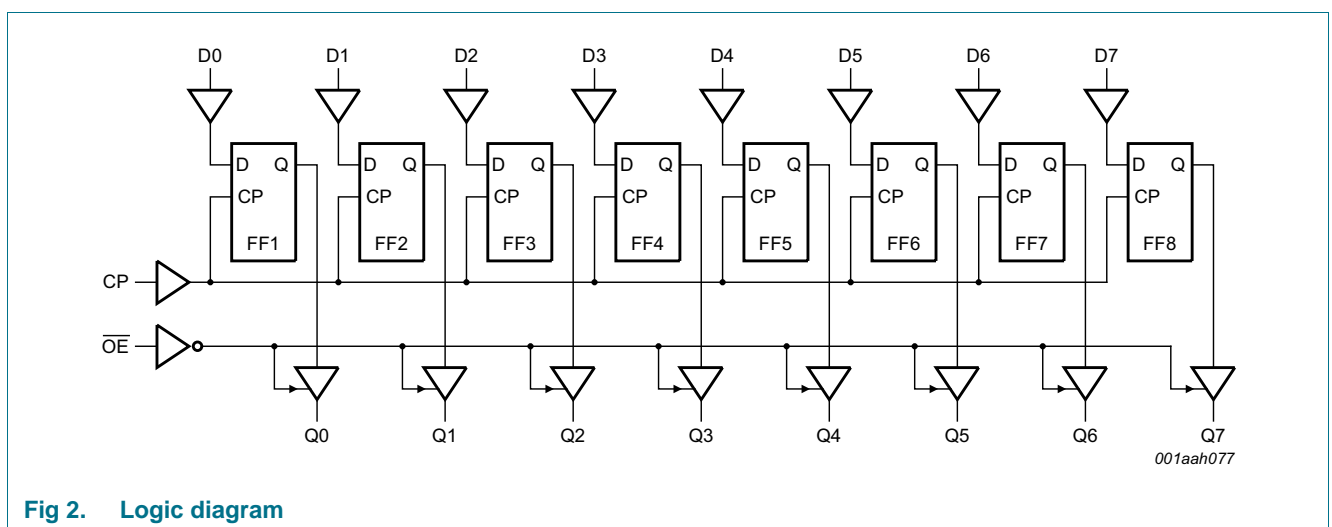 D0 D1 D2 D3 D4 D5 D6 D7
D Q D Q D Q D Q D Q D Q D Q D Q
CP CP CP CP CP CP CP CP
FF1 FF2 FF3 FF4 FF5 FF6 FF7 FF8
CP
O̅E̅
Q0 Q1 Q2 Q3 Q4 Q5 Q6 Q7
001aah077
Fig 2. Logic diagram